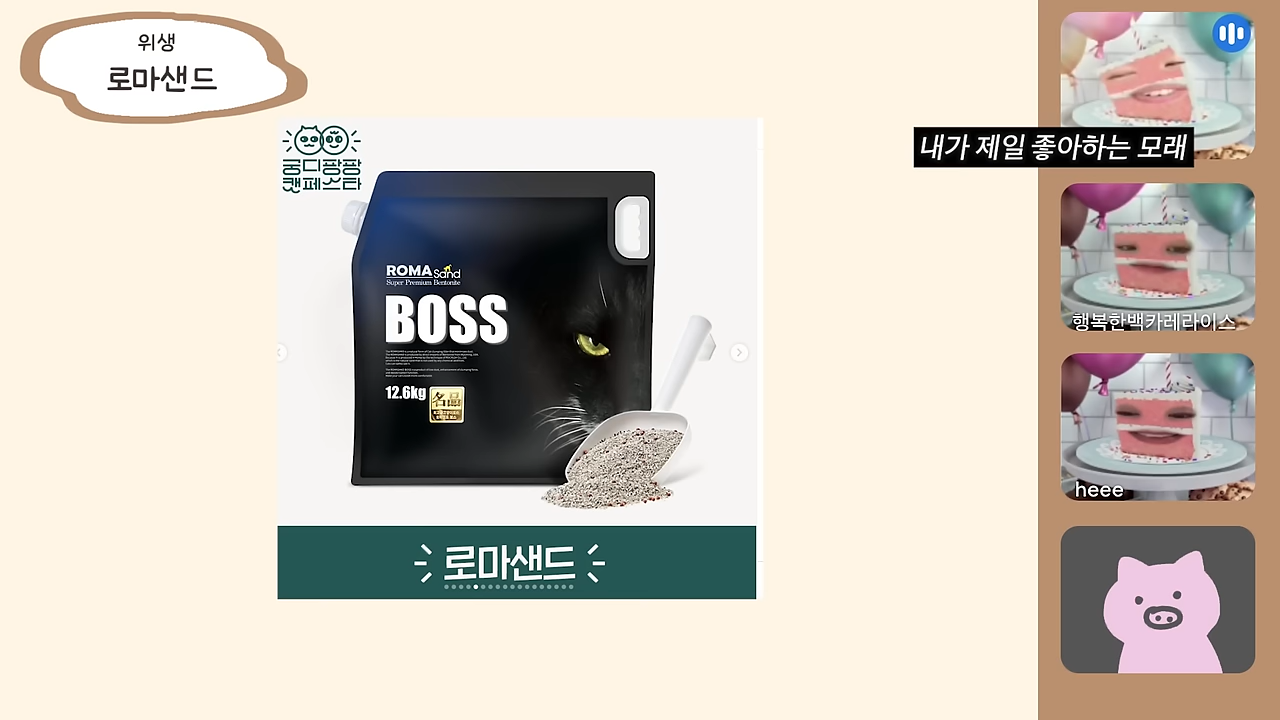 위생
로마샌드
궁디팡팡
캣페스타
내가 제일 좋아하는 모래
ROMA Sand
Super Premium Bentonite
BOSS
12.6kg
名品
로마샌드
행복한백카레라이스
heee